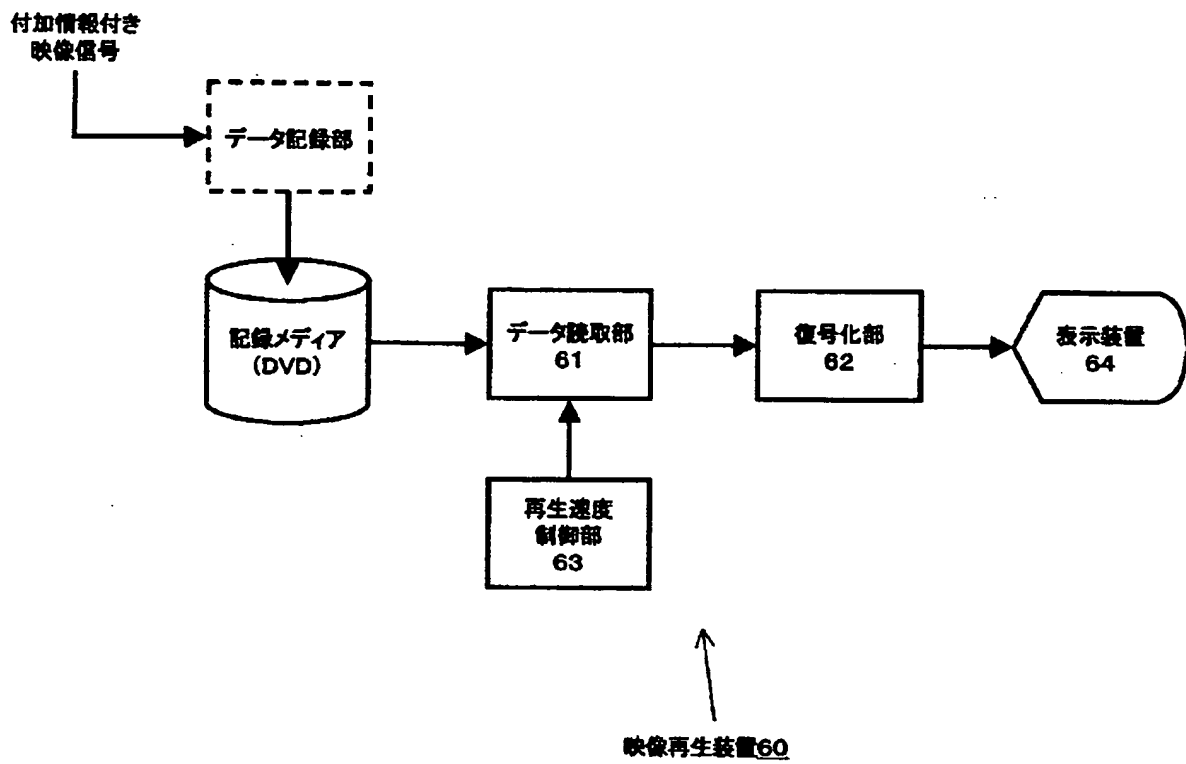 付加情報付き
映像信号
データ記録部
記録メディア
(DVD)
データ読取部
61
復号化部
62
表示装置
64
再生速度
制御部
63
映像再生装置60